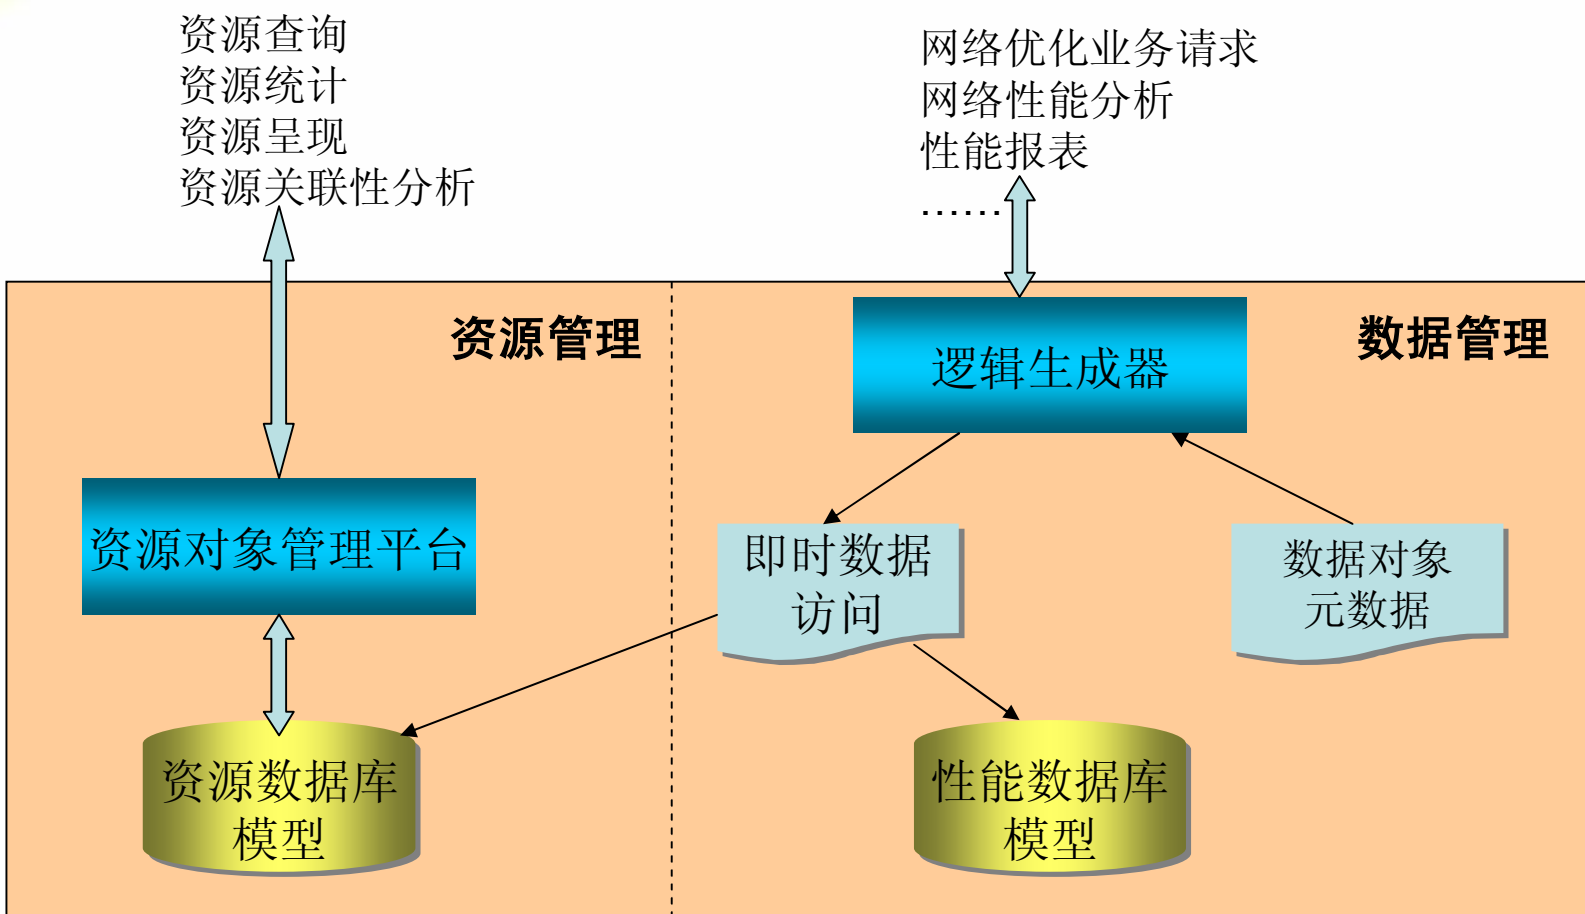 资源查询
资源统计
资源呈现
资源关联性分析
网络优化业务请求
网络性能分析
性能报表
……
资源管理
数据管理
逻辑生成器
资源对象管理平台
即时数据
访问
数据对象
元数据
资源数据库
模型
性能数据库
模型